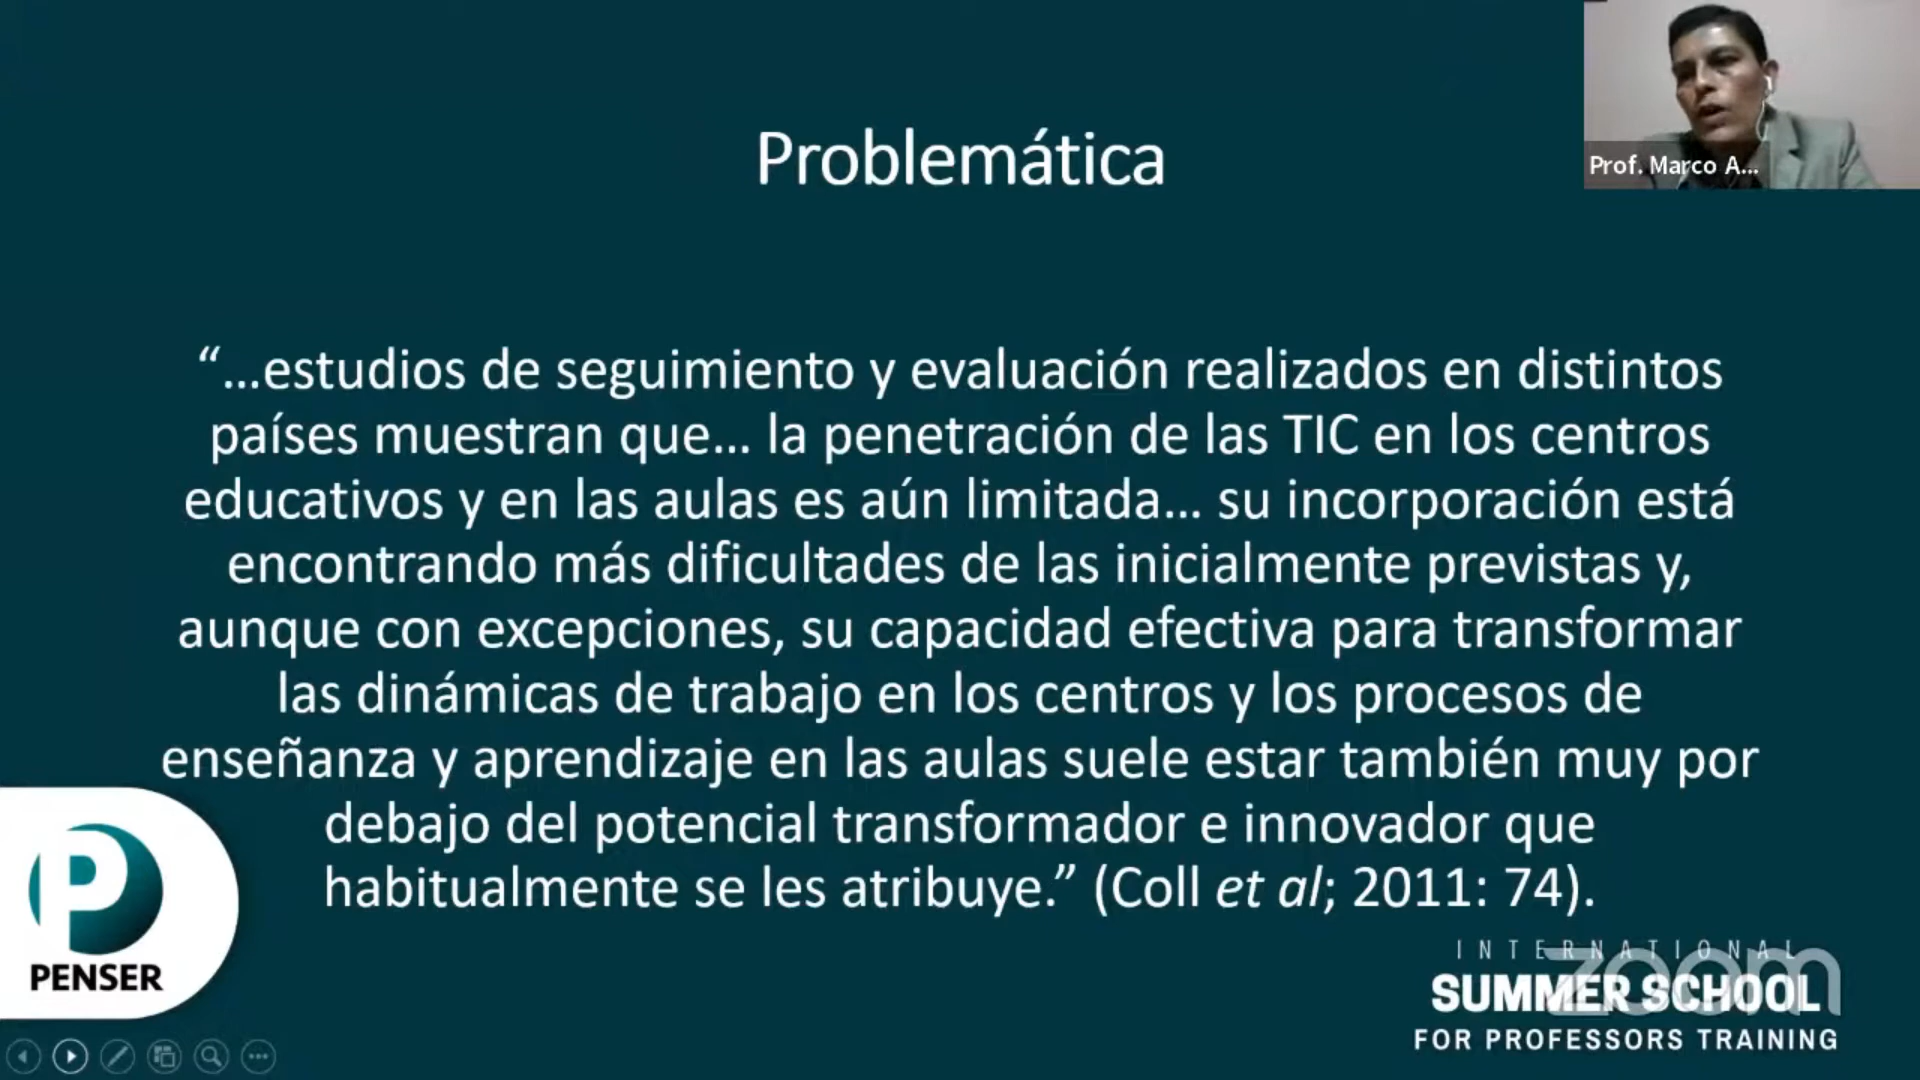 Problemática
Prof. Marco A...
“...estudios de seguimiento y evaluación realizados en distintos
países muestran que... la penetración de las TIC en los centros
educativos y en las aulas es aún limitada... su incorporación está
encontrando más dificultades de las inicialmente previstas y,
aunque con excepciones, su capacidad efectiva para transformar
las dinámicas de trabajo en los centros y los procesos de
enseñanza y aprendizaje en las aulas suele estar también muy por
debajo del potencial transformador e innovador que
habitualmente se les atribuye.” (Coll et al; 2011: 74).
P
PENSER
INTERNATIONAL
SUMMER SCHOOL
FOR PROFESSORS TRAINING
zoom